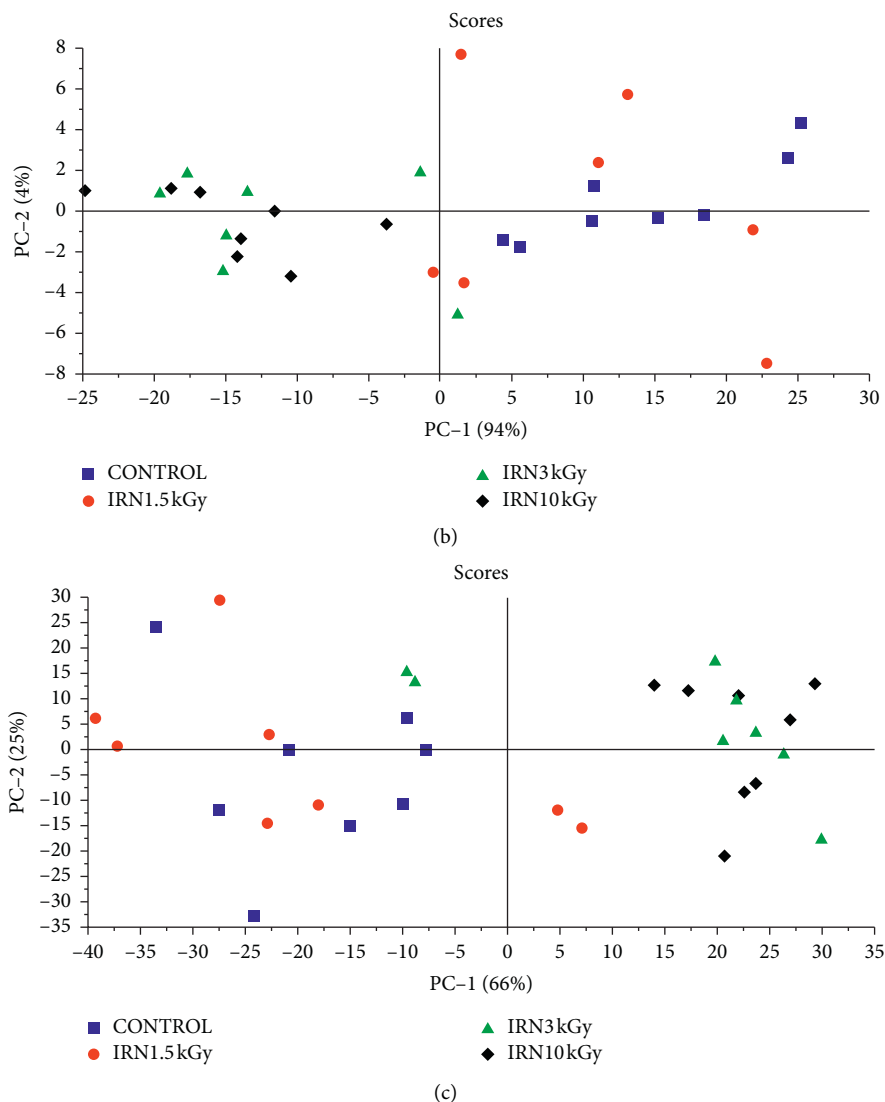 Scores
8
6
4
2
0
−2
−4
−6
−8
PC–2 (4%)
−25 −20 −15 −10 −5 0 5 10 15 20 25 30
PC–1 (94%)
CONTROL IRN3 kGy
IRN1.5 kGy IRN10 kGy
(b)
Scores
30
25
20
15
10
5
0
−5
−10
−15
−20
−25
−30
−35
PC–2 (25%)
−40 −35 −30 −25 −20 −15 −10 −5 0 5 10 15 20 25 30 35
PC–1 (66%)
CONTROL IRN3 kGy
IRN1.5 kGy IRN10 kGy
(c)